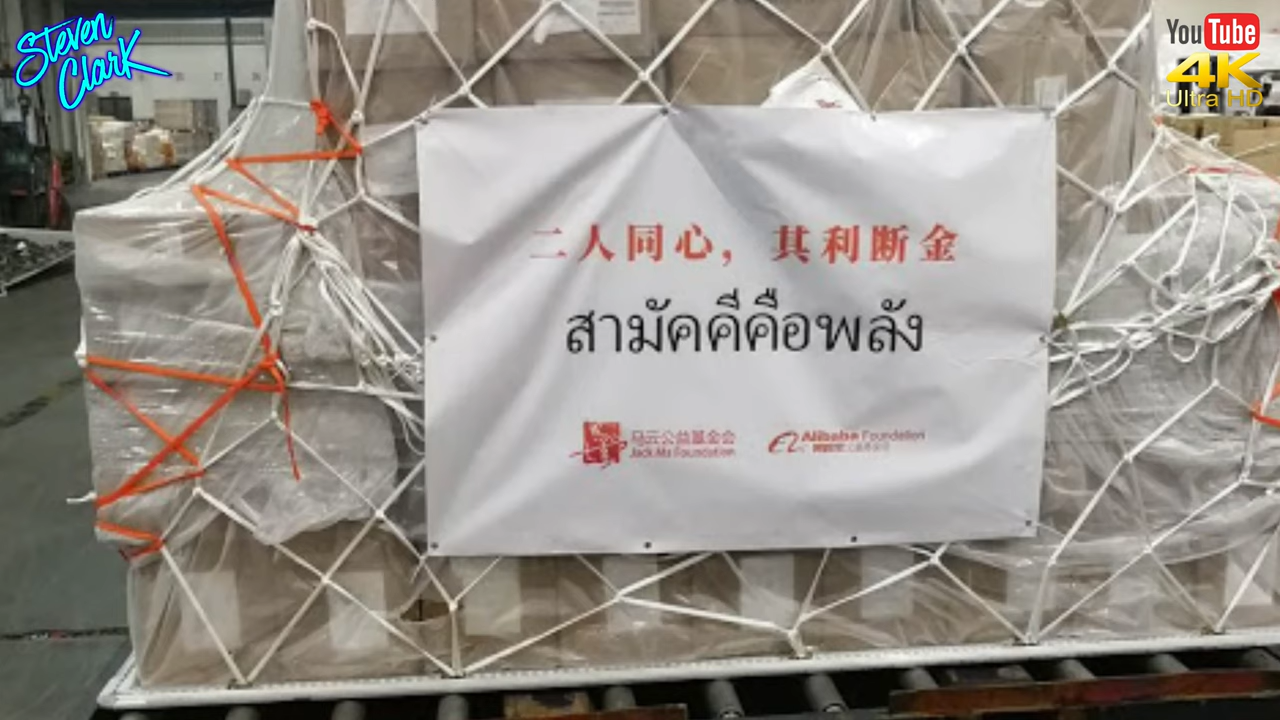 Steven
Clark
YouTube
4K
Ultra HD
二人同心，其利断金
สามัคคีคือพลัง
马云公益基金会
Jack Ma Foundation
Alibaba Foundation